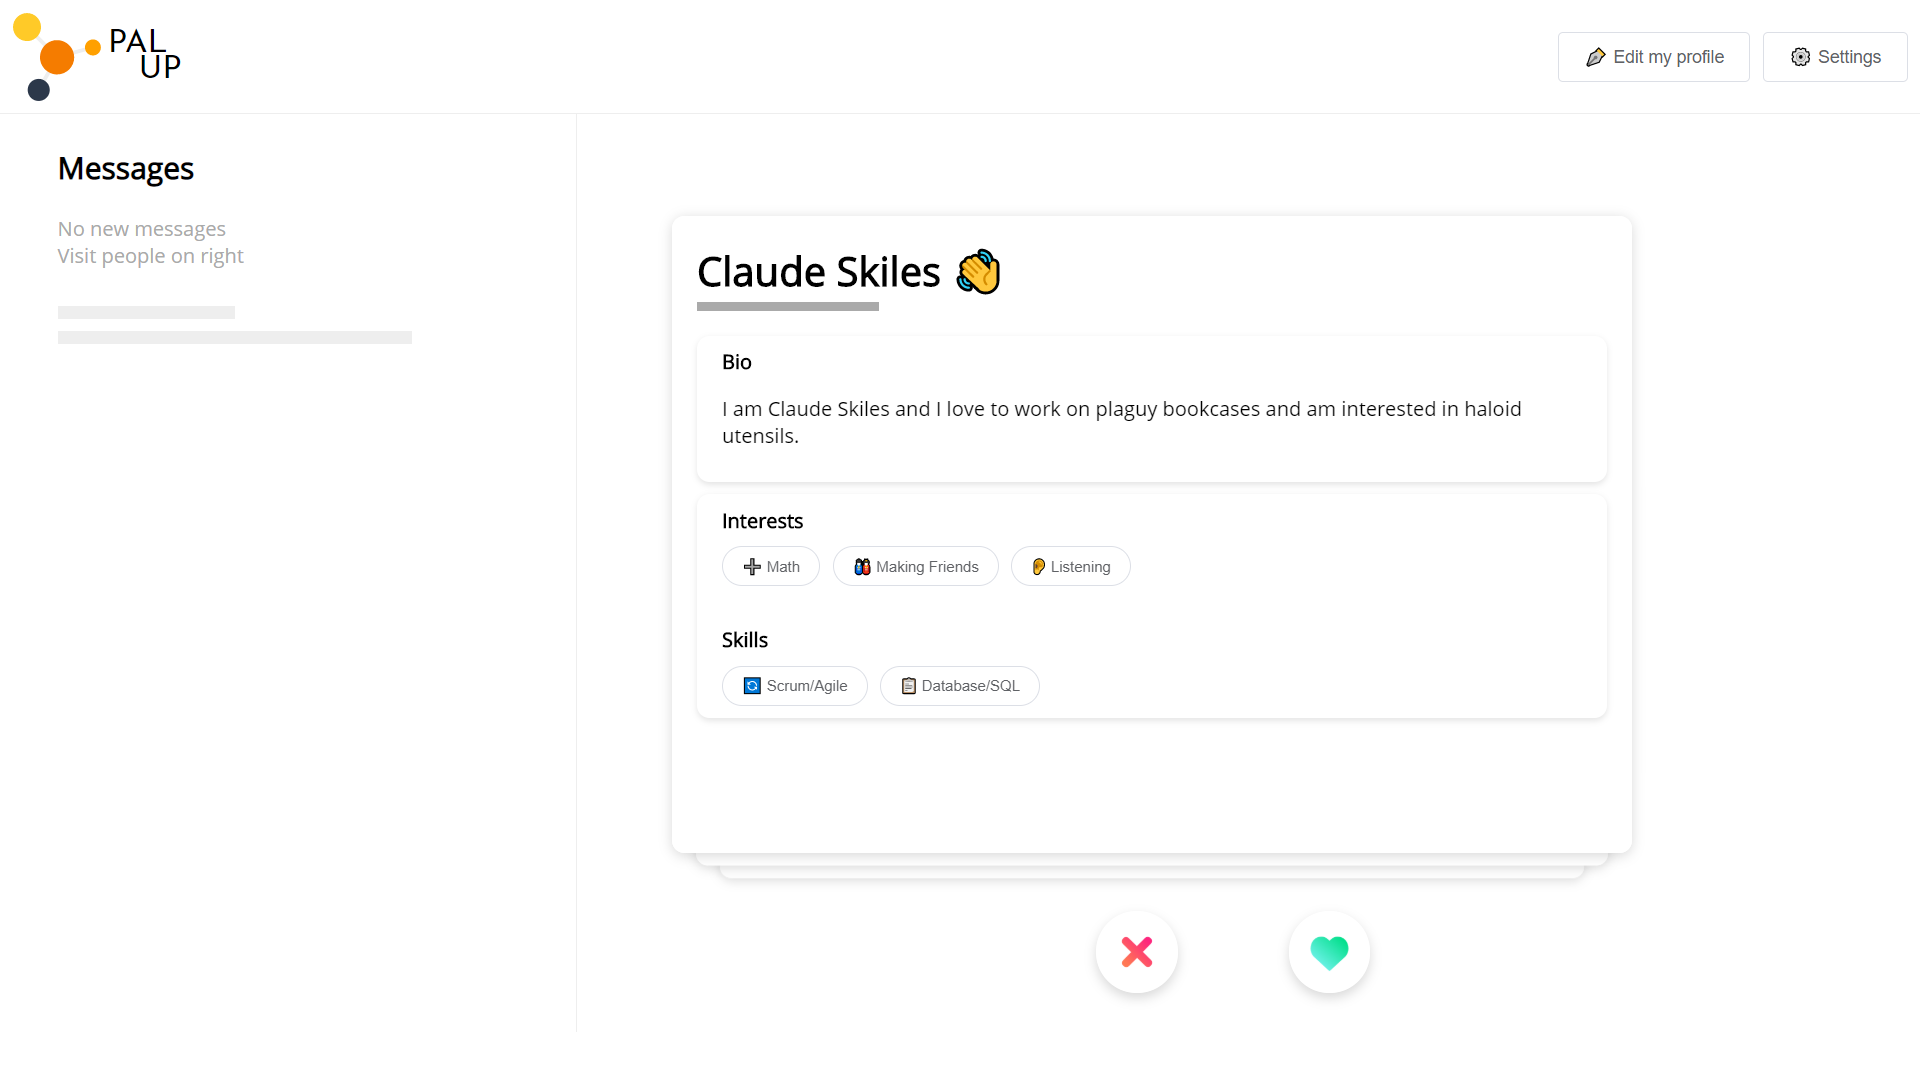 PAL
UP
Edit my profile
Settings
Messages
No new messages
Visit people on right
Claude Skiles 👋
Bio
I am Claude Skiles and I love to work on plaguy bookcases and am interested in haloid
utensils.
Interests
Math
Making Friends
Listening
Skills
Scrum/Agile
Database/SQL